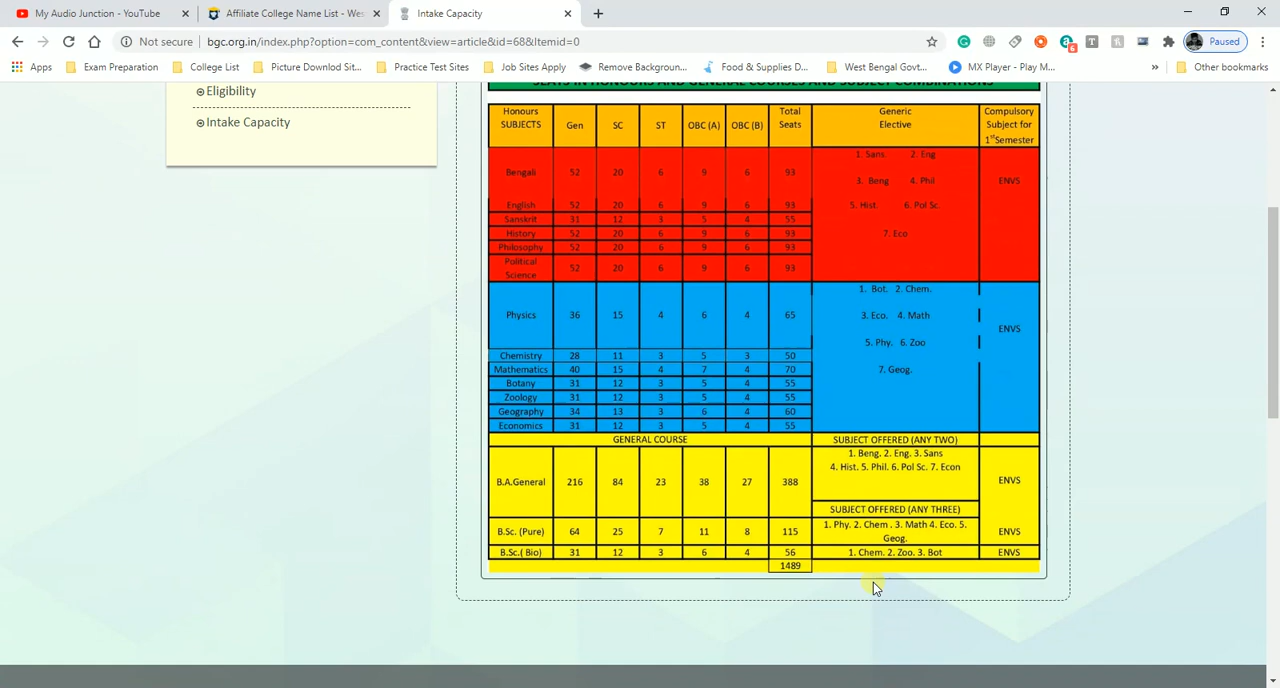 My Audio Junction - YouTube
Affiliate College Name List - Wes
Intake Capacity
Not secure
bgc.org.in/index.php?option=com_content&view=article&id=68&Itemid=0
6
Paused
Apps
Exam Preparation
College List
Picture Downlod Sit...
Practice Test Sites
Job Sites Apply
Remove Backgroun...
Food & Supplies D...
West Bengal Govt...
MX Player - Play M...
»
Other bookmarks
Eligibility
Intake Capacity
SEATS IN HONOURS AND GENERAL COURSES AND SUBJECT COMBINATIONS
Honours SUBJECTS Gen SC ST OBC (A) OBC (B) Total Seats Generic Elective Compulsory Subject for 1st Semester
Bengali 52 20 6 9 6 93
English 52 20 6 9 6 93
Sanskrit 31 12 3 5 4 55
History 52 20 6 9 6 93
Philosophy 52 20 6 9 6 93
Political Science 52 20 6 9 6 93
1. Sans 2. Eng
3. Beng 4. Phil
5. Hist. 6. Pol Sc.
7. Eco
ENVS
Physics 36 15 4 6 4 65
Chemistry 28 11 3 5 3 50
Mathematics 40 15 4 7 4 70
Botany 31 12 3 5 4 55
Zoology 31 12 3 5 4 55
Geography 34 13 3 6 4 60
Economics 31 12 3 5 4 55
1. Bot. 2. Chem.
3. Eco. 4. Math
5. Phy. 6. Zoo
7. Geog.
ENVS
GENERAL COURSE SUBJECT OFFERED (ANY TWO)
B.A.General 216 84 23 38 27 388
1. Beng. 2. Eng. 3. Sans
4. Hist. 5. Phil. 6. Pol Sc. 7. Econ
ENVS
SUBJECT OFFERED (ANY THREE)
B.Sc. (Pure) 64 25 7 11 8 115
1. Phy. 2. Chem . 3. Math 4. Eco. 5.
Geog.
ENVS
B.Sc.( Bio) 31 12 3 6 4 56 1. Chem. 2. Zoo. 3. Bot ENVS
1489